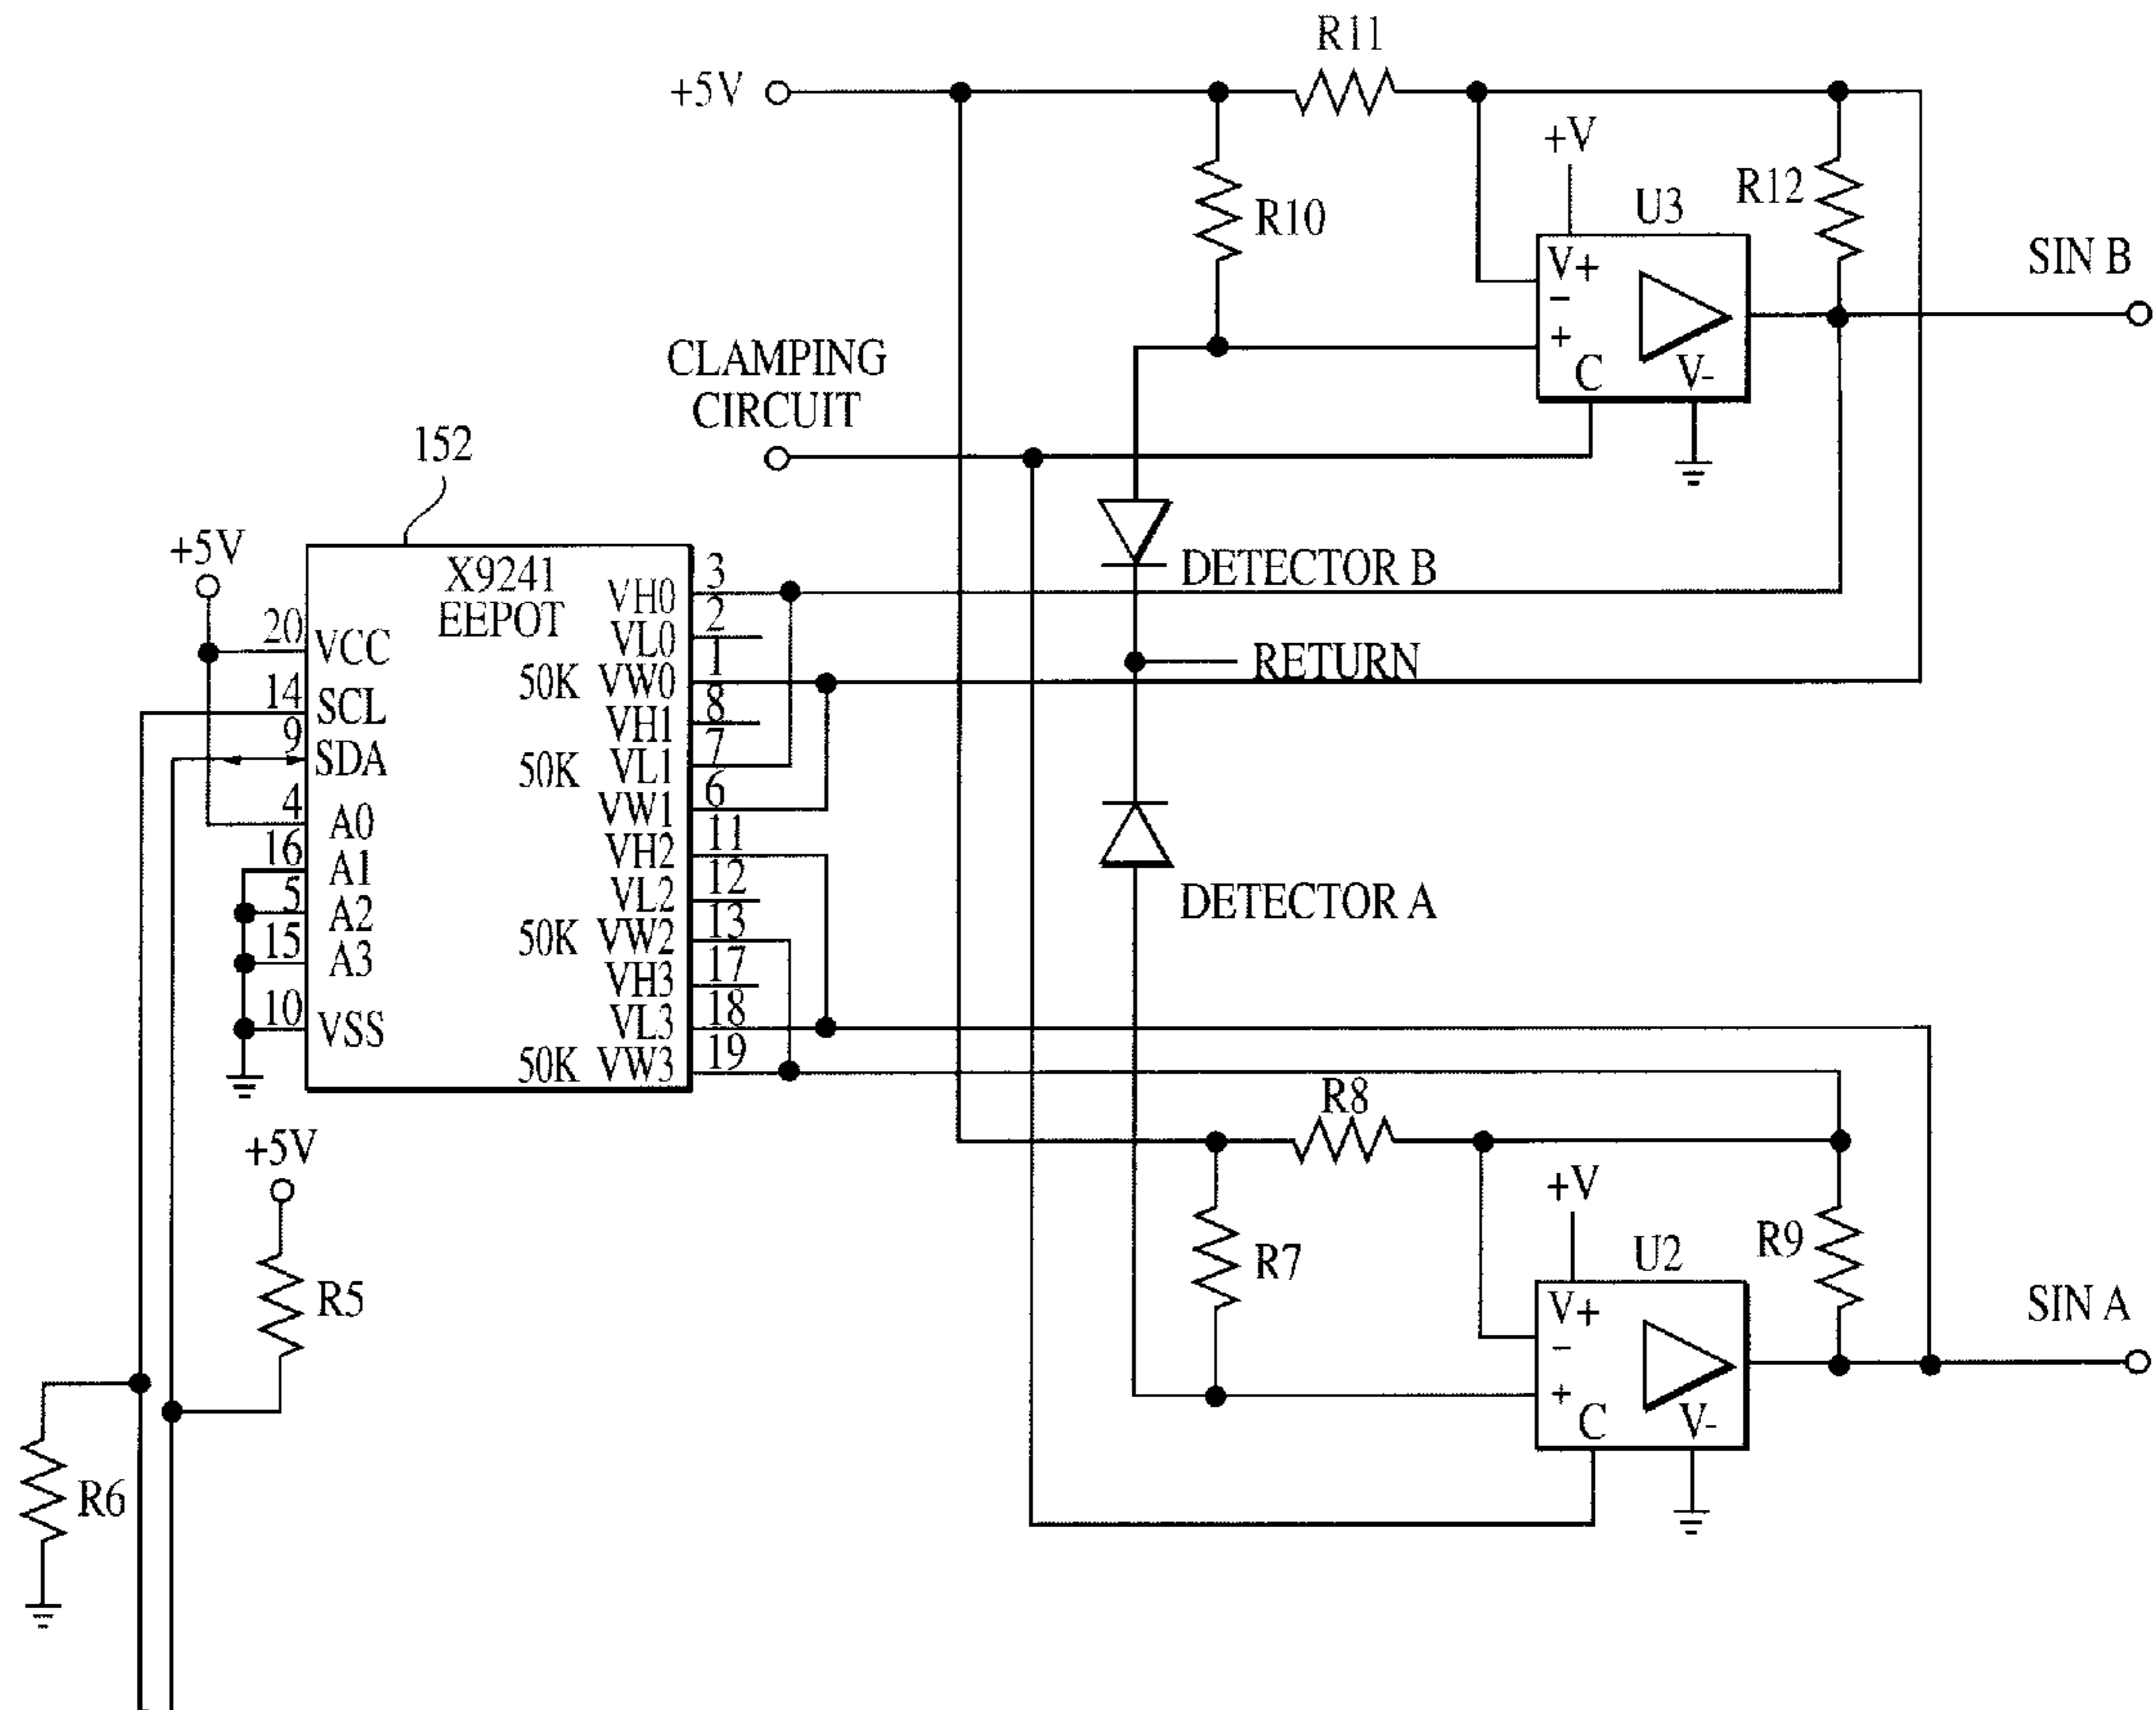 R11
+5V
+V
R10
U3
R12
V+
−
+
C
V-
SIN B
CLAMPING
CIRCUIT
152
+5V
X9241
EEPOT
20 VCC
14 SCL
9 SDA
4 A0
16 A1
5 A2
15 A3
10 VSS
VH0 3
VL0 2
50K VW0 1
VH1 8
50K VL1 7
VW1 6
VH2 11
VL2 12
50K VW2 13
VH3 17
VL3 18
50K VW3 19
DETECTOR B
RETURN
DETECTOR A
+5V
R5
R6
R8
+V
R7
U2
R9
V+
−
+
C
V-
SIN A